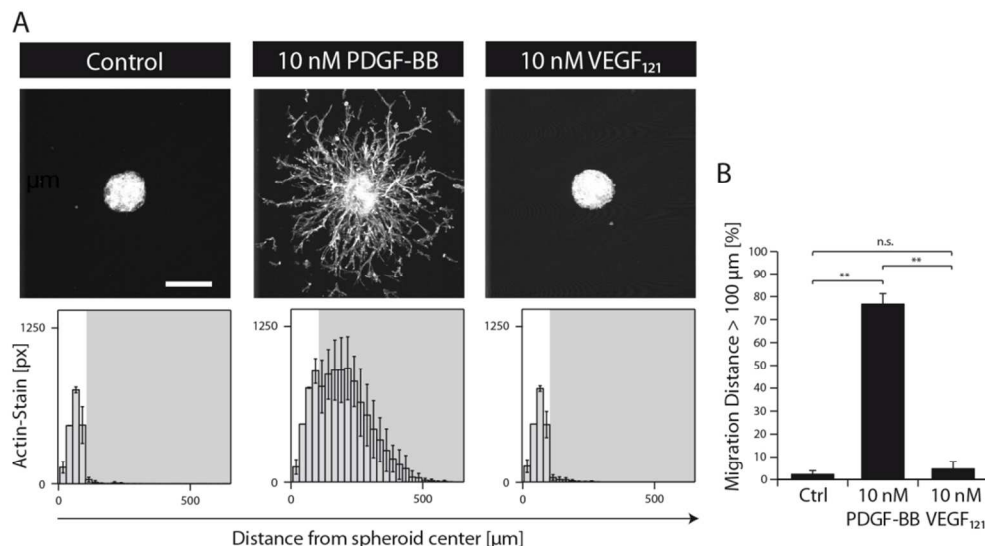 A
Control
10 nM PDGF-BB
10 nM VEGF₁₂₁
µm
Actin-Stain [px]
1250
0
0
500
1250
0
0
500
1250
0
0
500
Distance from spheroid center [µm]
B
Migration Distance > 100 µm [%]
n.s.
**
**
100
90
80
70
60
50
40
30
20
10
0
Ctrl
10 nM
PDGF-BB
10 nM
VEGF₁₂₁